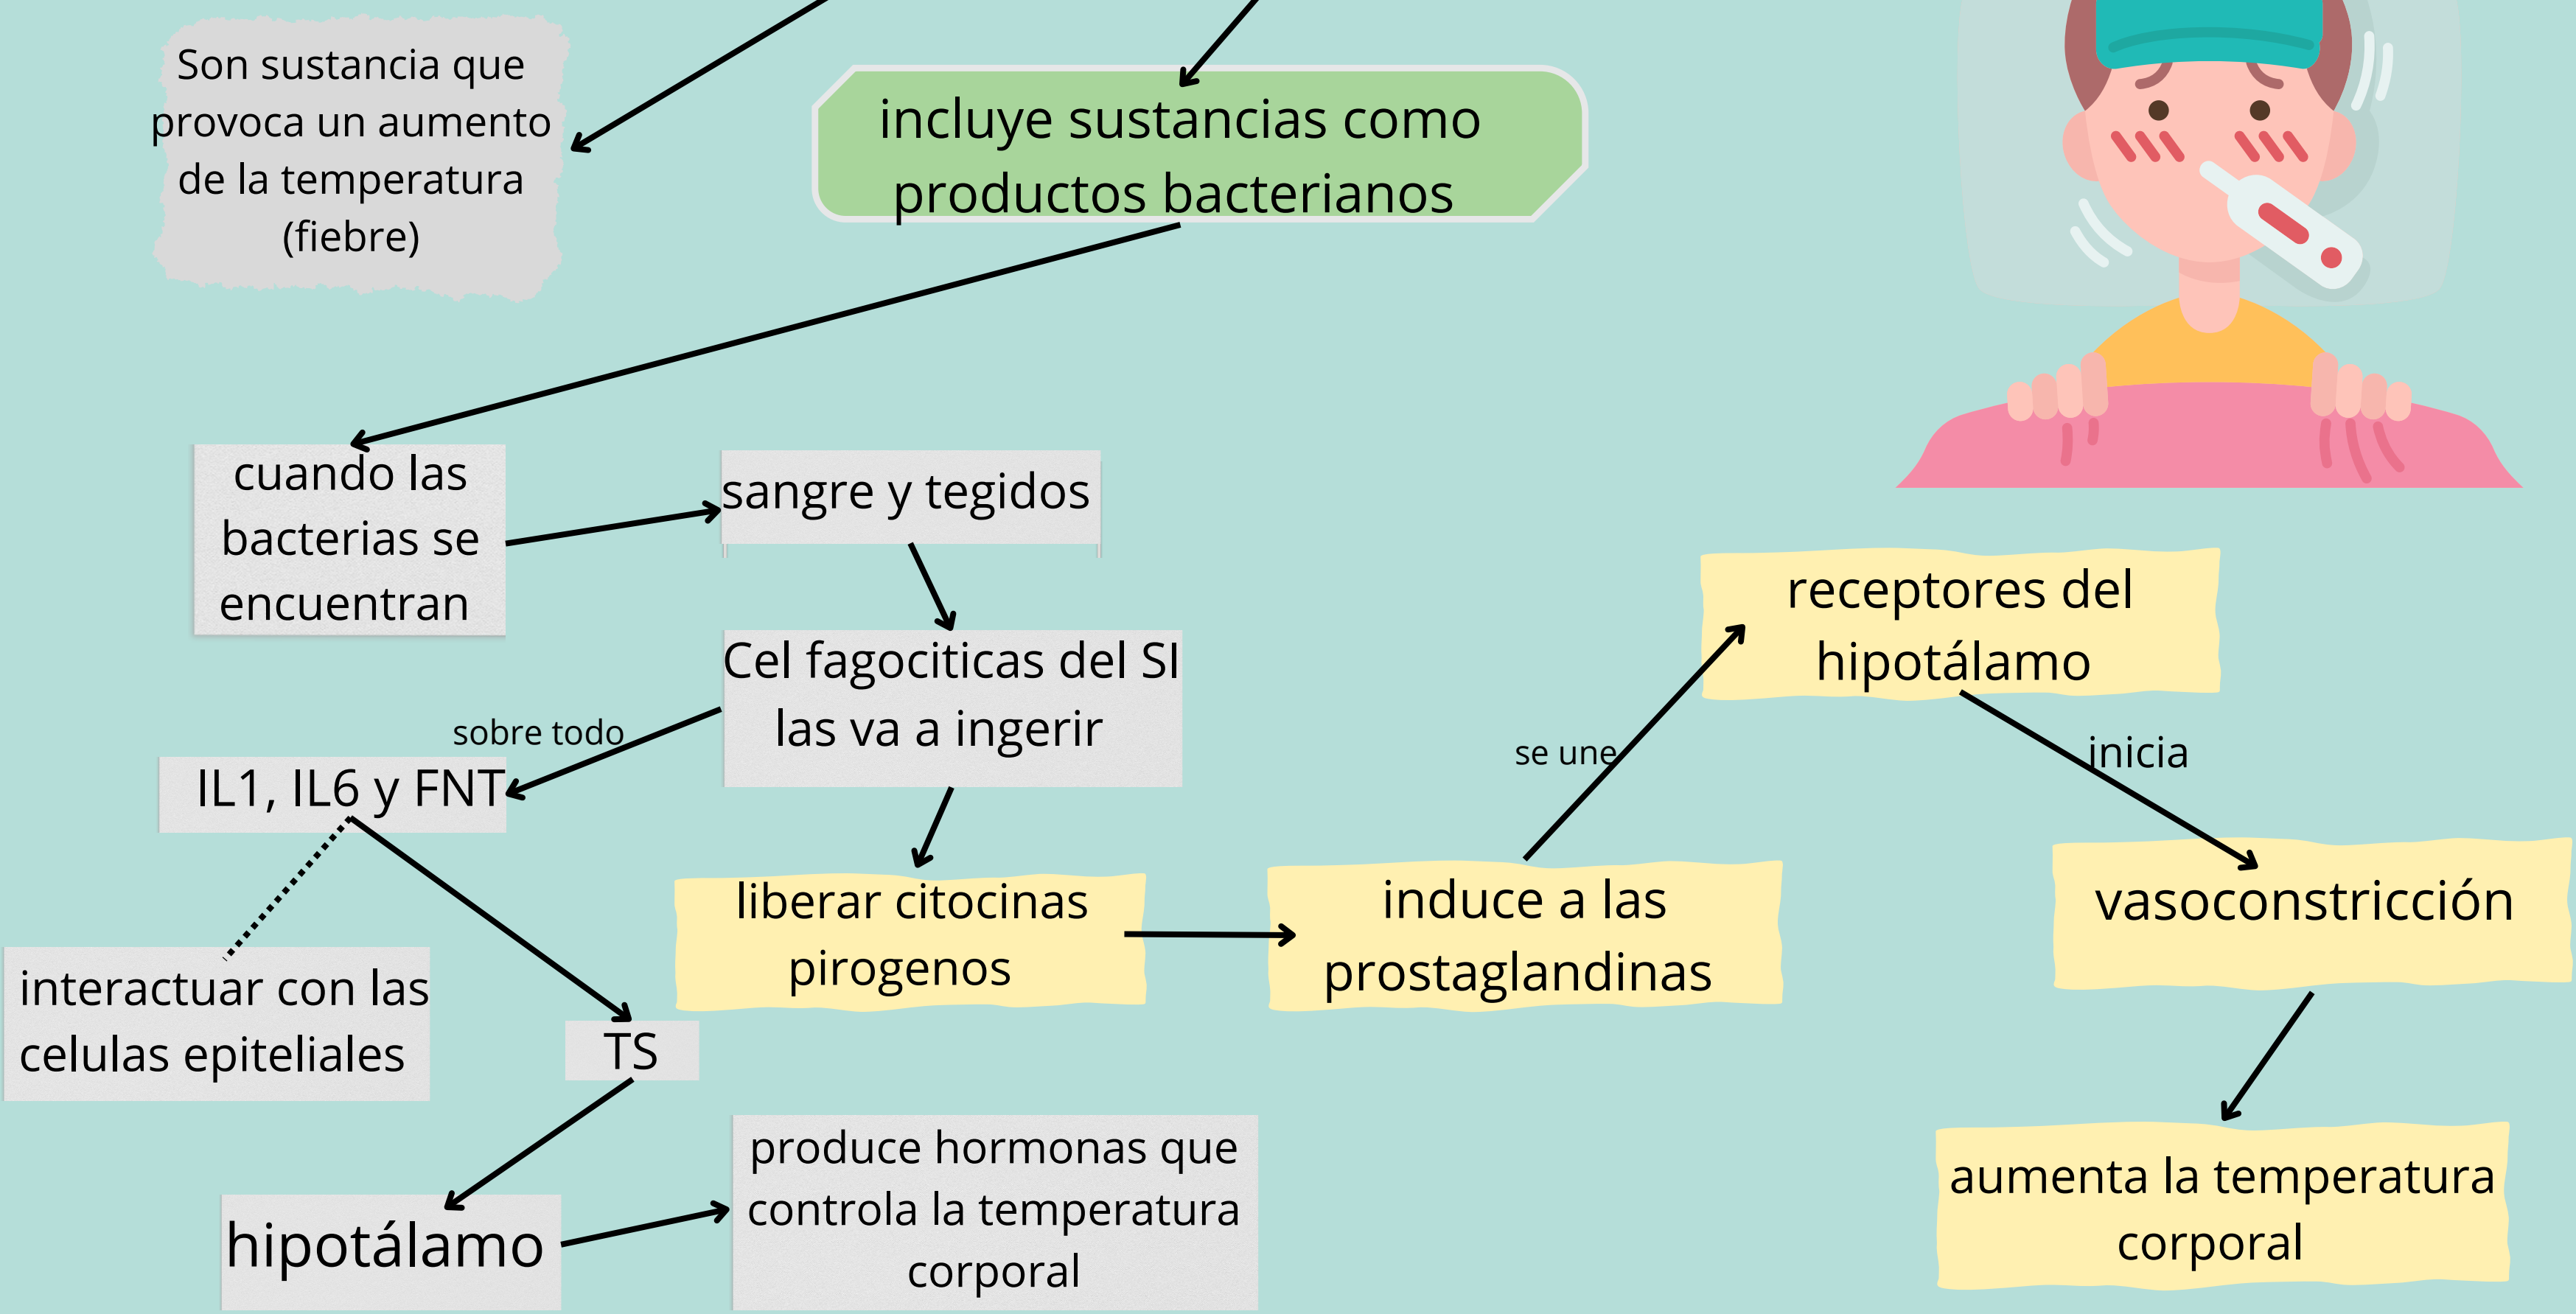 Son sustancia que
provoca un aumento
de la temperatura
(fiebre)
incluye sustancias como
productos bacterianos
cuando las
bacterias se
encuentran
sangre y tegidos
Cel fagociticas del SI
las va a ingerir
sobre todo
IL1, IL6 y FNT
interactuar con las
celulas epiteliales
TS
hipotálamo
produce hormonas que
controla la temperatura
corporal
liberar citocinas
pirogenos
induce a las
prostaglandinas
se une
receptores del
hipotálamo
inicia
vasoconstricción
aumenta la temperatura
corporal